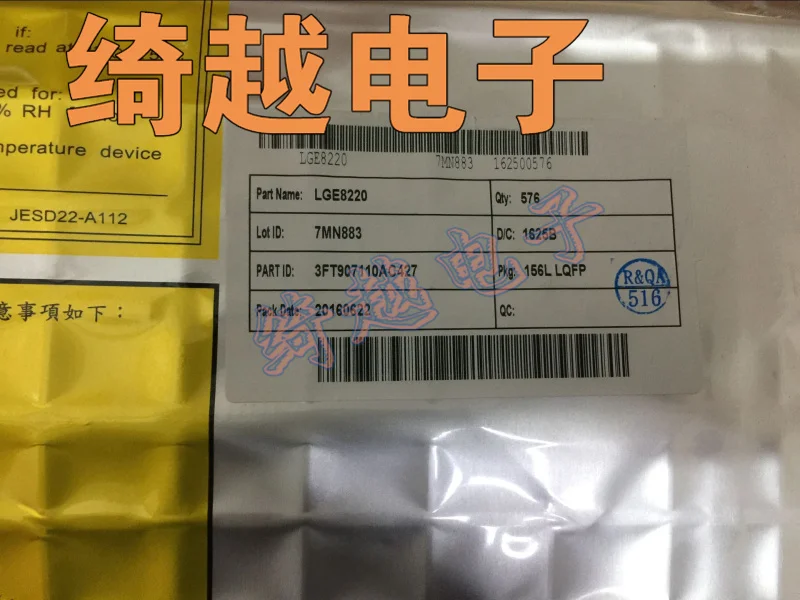 绮越电子
if:
read at
ed for:
% RH
mperature device
JESD22-A112
意事項如下：
LGE8220 7MN883 162500576
Part Name: LGE8220 Qty: 576
Lot ID: 7MN883 D/C: 1625B
PART ID: 3FT907110AC427 Pkg: 156L LQFP
Pack Date: 20160622 QC:
R&QA
516
绮越电子